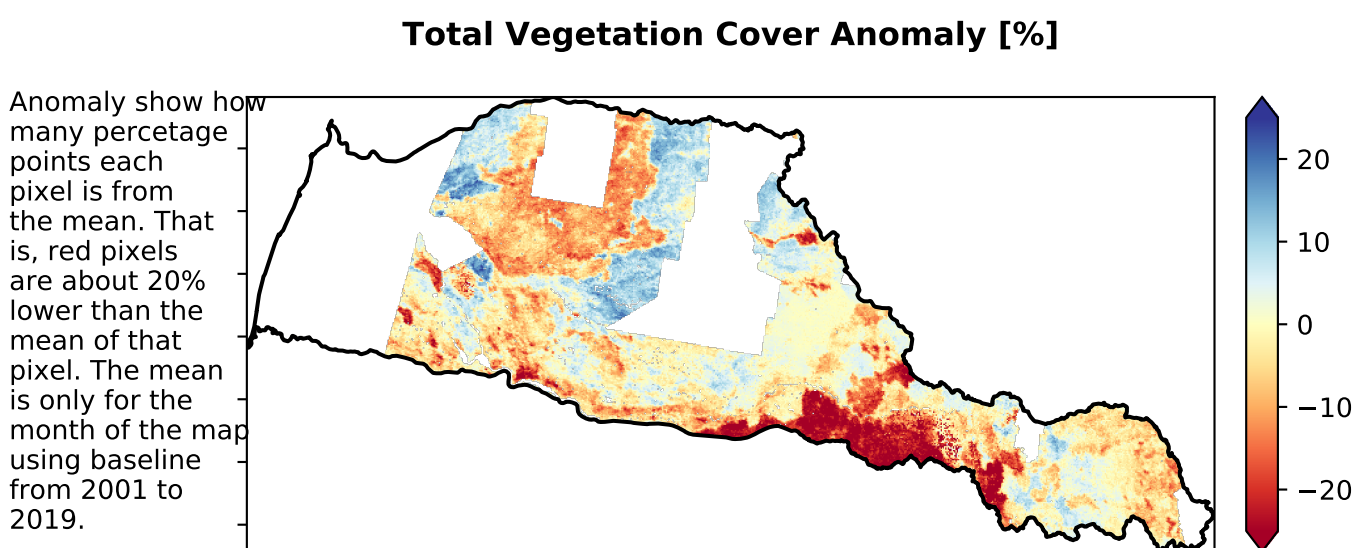 Total Vegetation Cover Anomaly [%]
Anomaly show how
many percetage
points each
pixel is from
the mean. That
is, red pixels
are about 20%
lower than the
mean of that
pixel. The mean
is only for the
month of the map
using baseline
from 2001 to
2019.
20
10
0
−10
−20